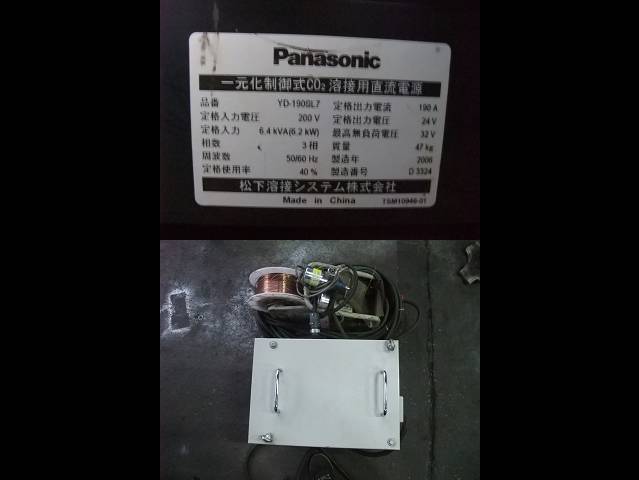 Panasonic
一元化制御式CO₂溶接用直流電源
品番 YD-190SL7 定格出力電流 190 A
定格入力電圧 200 V 定格出力電圧 24 V
定格入力 6.4 kVA(6.2 kW) 最高無負荷電圧 32 V
相数 3 相 質量 47 kg
周波数 50/60 Hz 製造年 2006
定格使用率 40 % 製造番号 D 3324
松下溶接システム株式会社
Made in China TSM10946-01